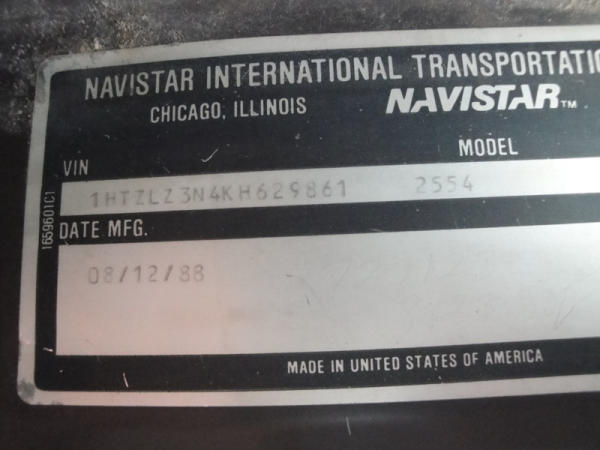 NAVISTAR INTERNATIONAL TRANSPORTATIO
CHICAGO, ILLINOIS NAVISTAR™
VIN MODEL
1HTZLZ3N4KH629861 2554
DATE MFG.
08/12/88
MADE IN UNITED STATES OF AMERICA
1659601C1